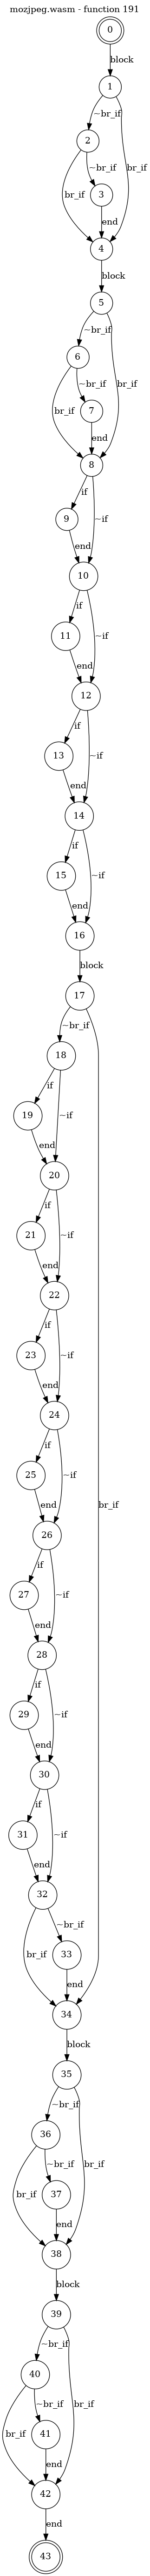 mozjpeg.wasm - function 191
0
block
1
~br_if
2
br_if
~br_if
3
br_if
end
4
block
5
~br_if
6
br_if
~br_if
7
br_if
end
8
if
9
~if
end
10
if
11
~if
end
12
if
13
~if
end
14
if
15
~if
end
16
block
17
~br_if
18
if
19
~if
end
20
if
21
~if
end
22
if
23
~if
end
24
if
25
~if
br_if
end
26
if
27
~if
end
28
if
29
~if
end
30
if
31
~if
end
32
~br_if
br_if
33
end
34
block
35
~br_if
36
~br_if
br_if
br_if
37
end
38
block
39
~br_if
40
~br_if
br_if
br_if
41
end
42
end
43